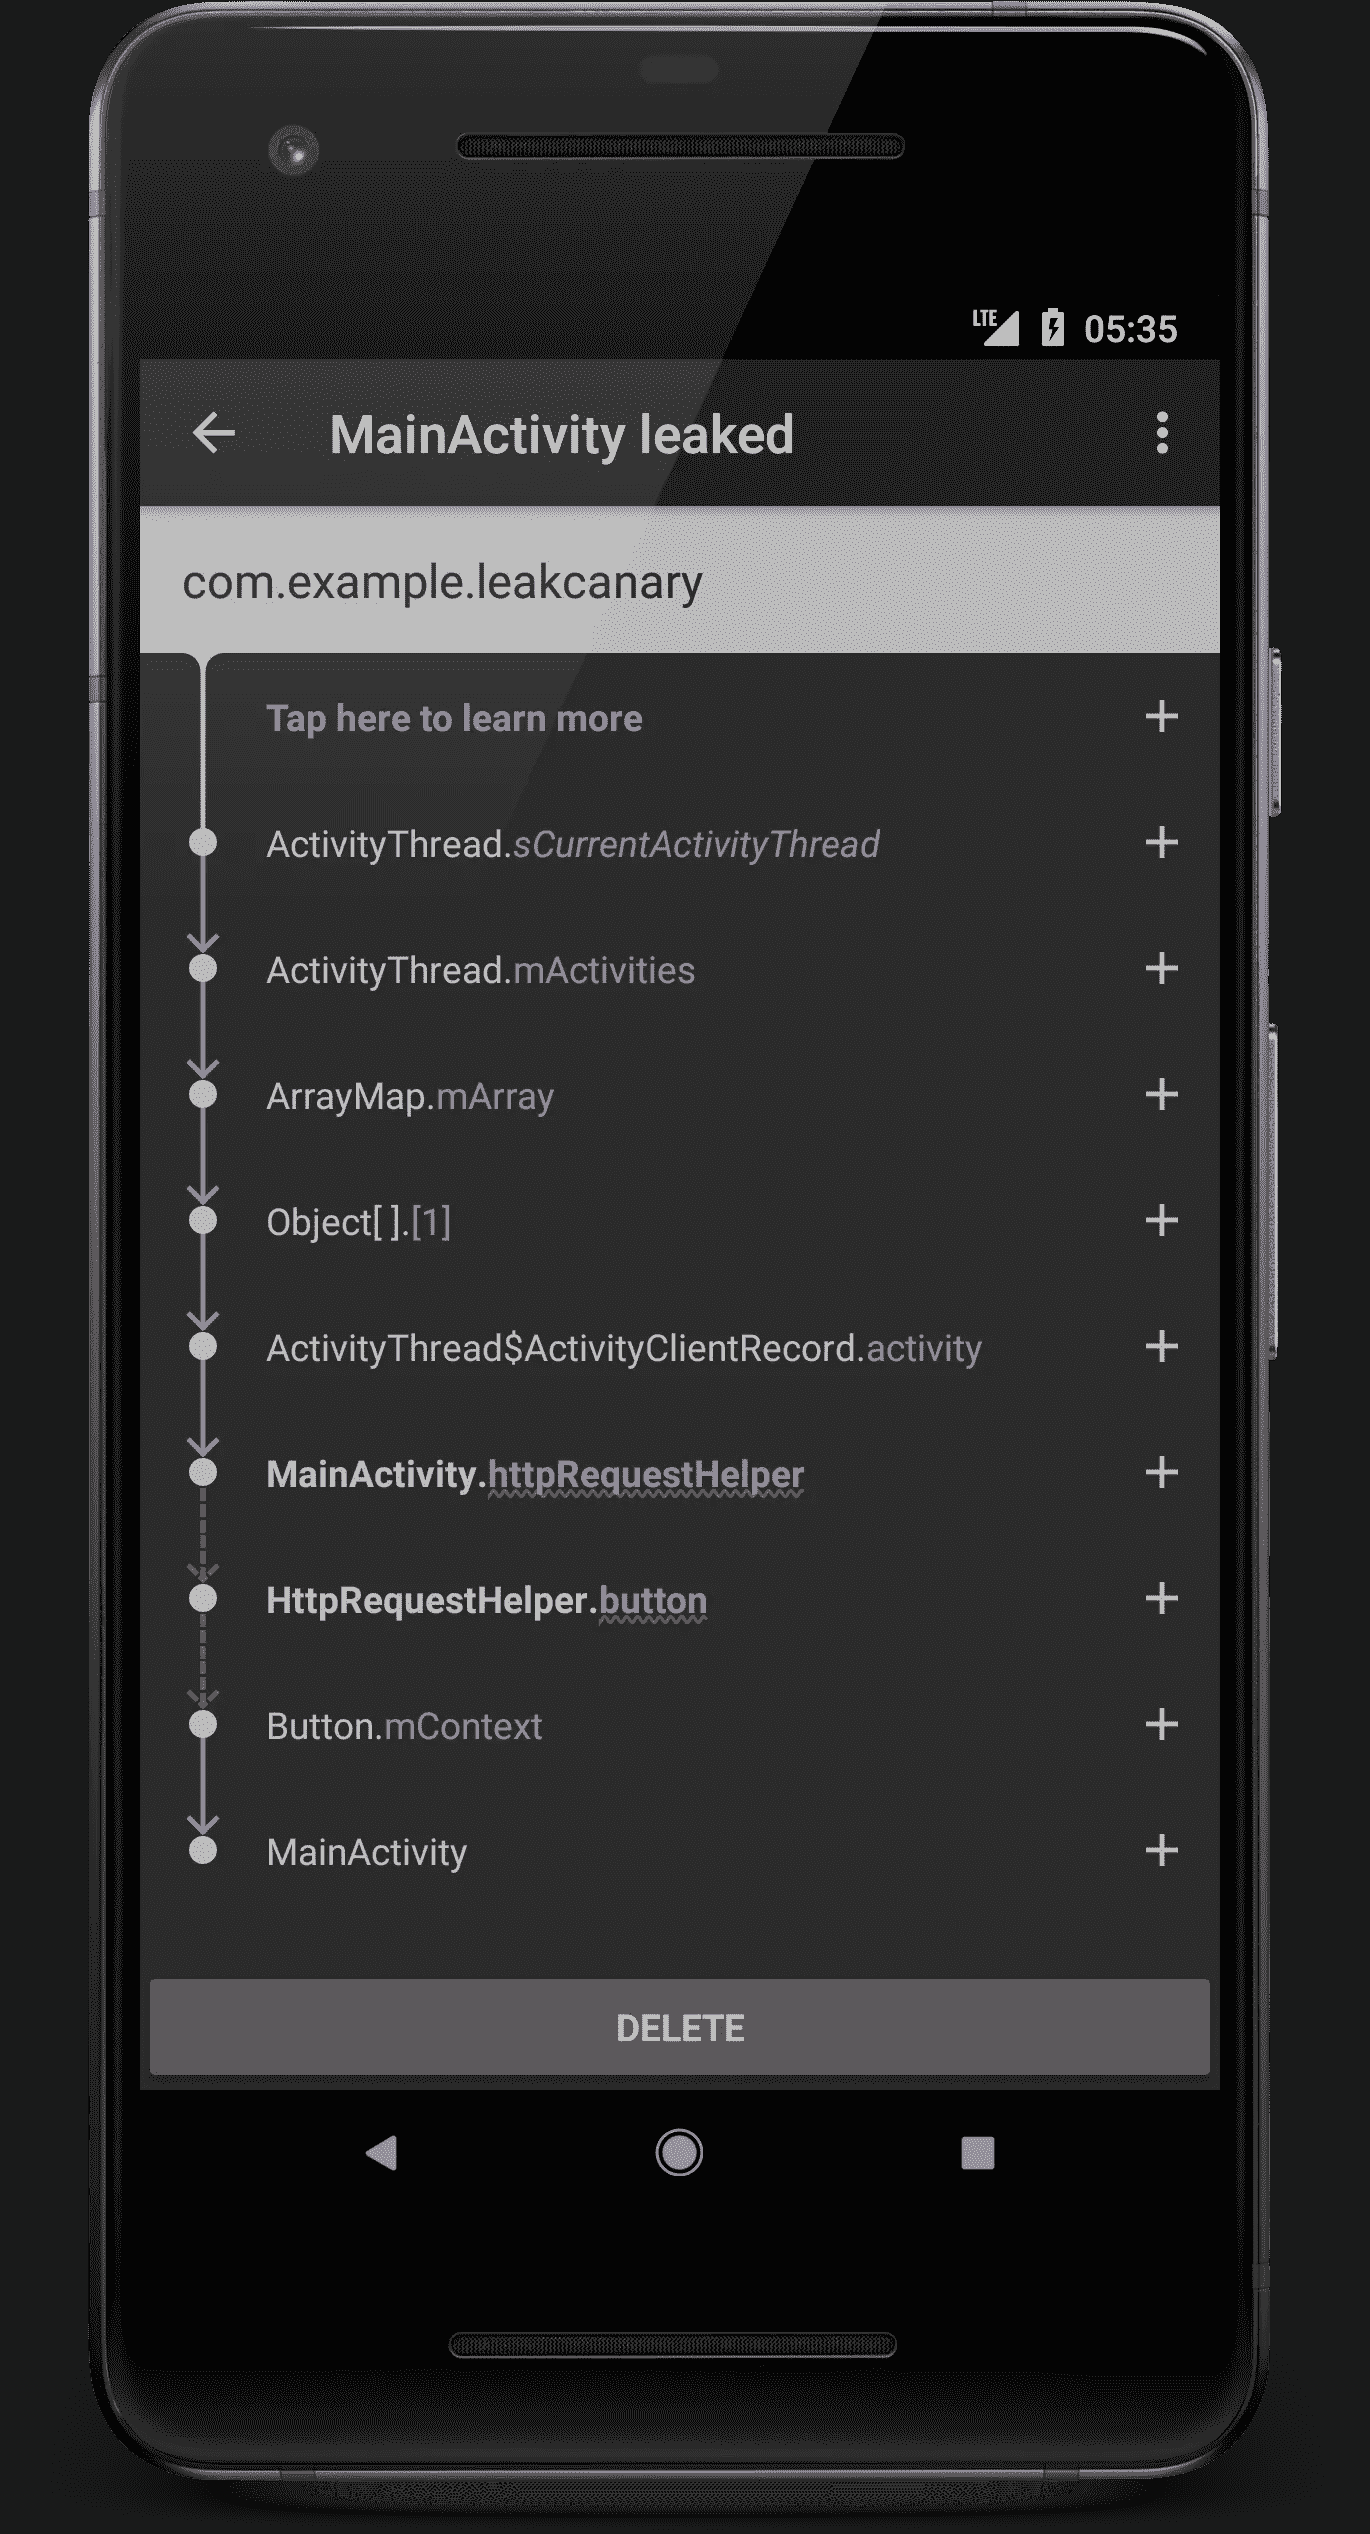 LTE 05:35
MainActivity leaked
com.example.leakcanary
Tap here to learn more +
ActivityThread.sCurrentActivityThread +
ActivityThread.mActivities +
ArrayMap.mArray +
Object[ ].[1] +
ActivityThread$ActivityClientRecord.activity +
MainActivity.httpRequestHelper +
HttpRequestHelper.button +
Button.mContext +
MainActivity +
DELETE